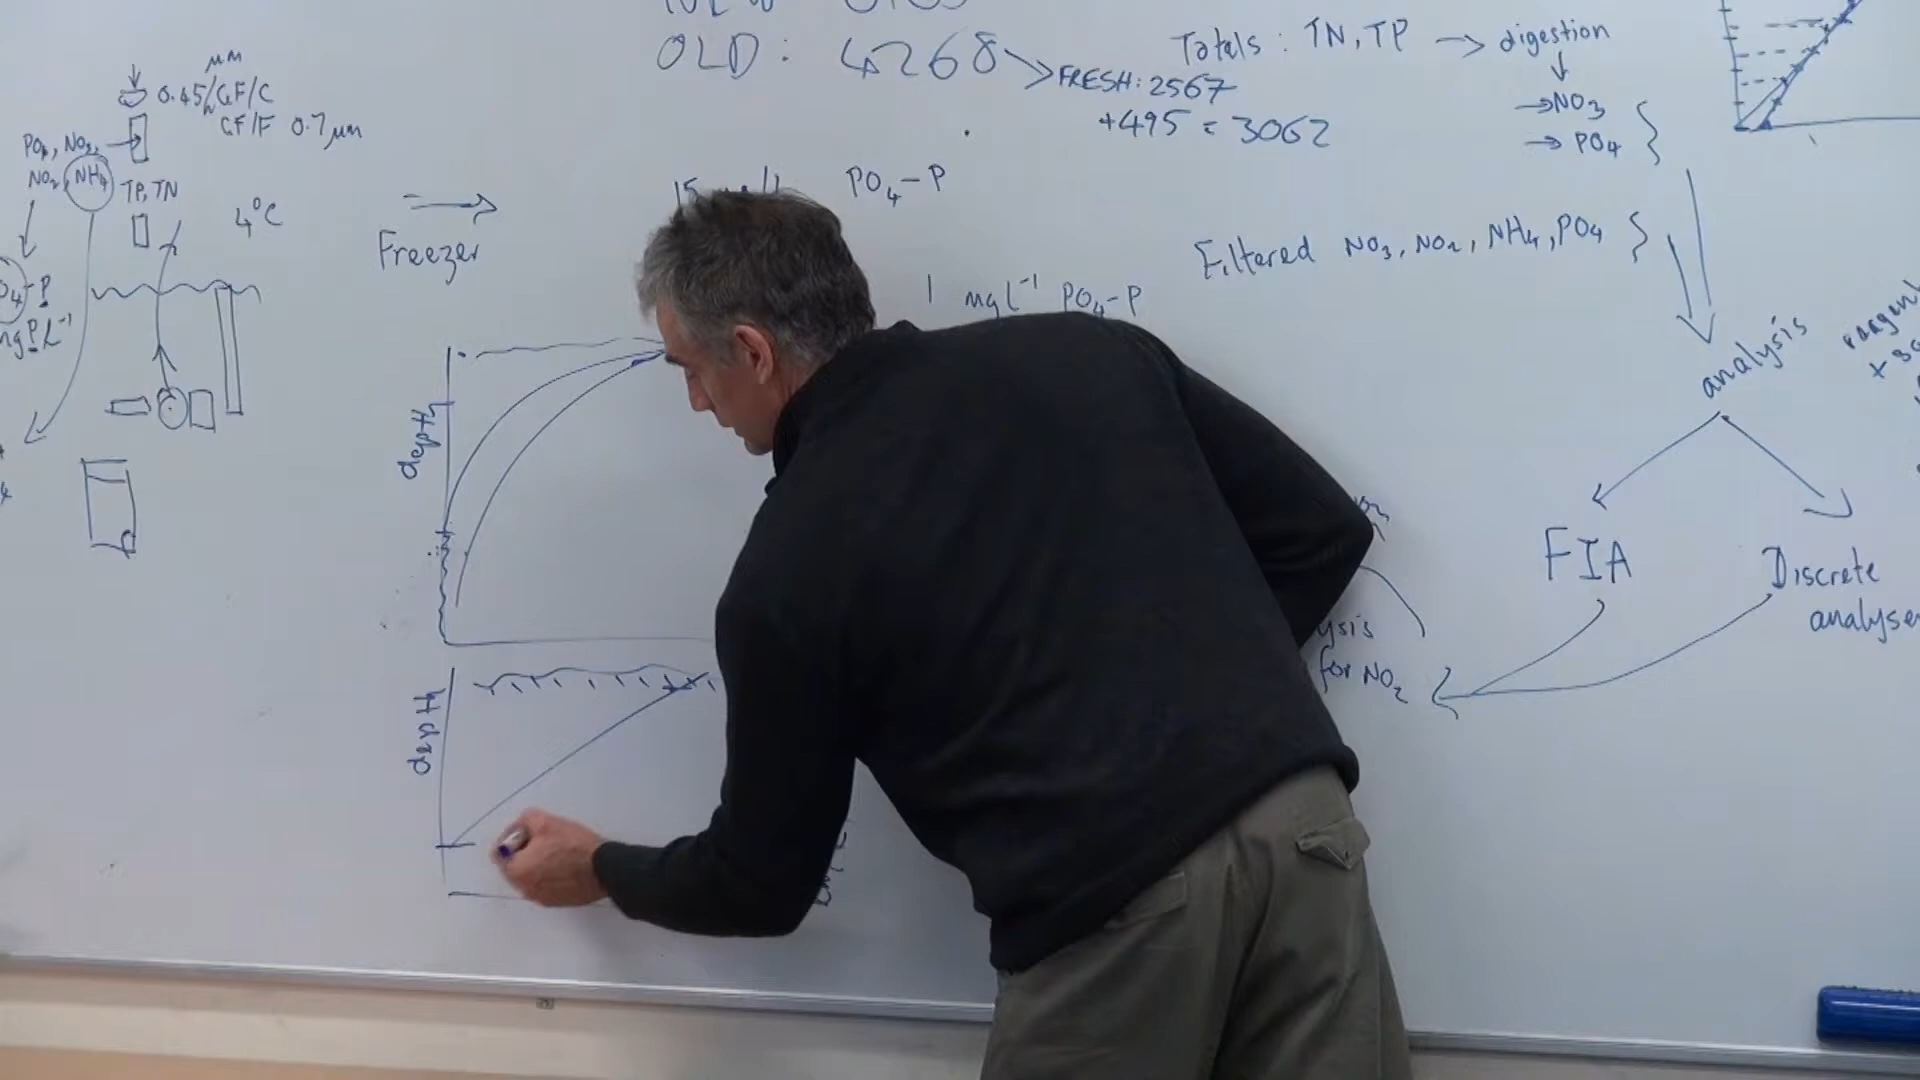 OLD: 4268
FRESH: 2567
+495 = 3062
Totals: TN, TP → digestion
→NO3
→ PO4
µm
0.45/GF/C
GF/F 0.7µm
PO4, NO3,
NO2, NH4
TP, TN
4°C
Freezer
PO4-P
1 mg l⁻¹ PO4-P
Filtered NO3, NO2, NH4, PO4
analysis
FIA
Discrete
for NO2
depth
depth